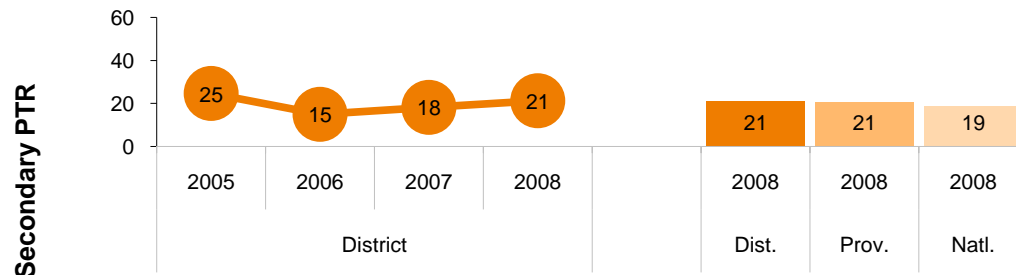 Secondary PTR
60
40
20
0
25 15 18 21 21 21 19
2005 2006 2007 2008 2008 2008 2008
District Dist. Prov. Natl.